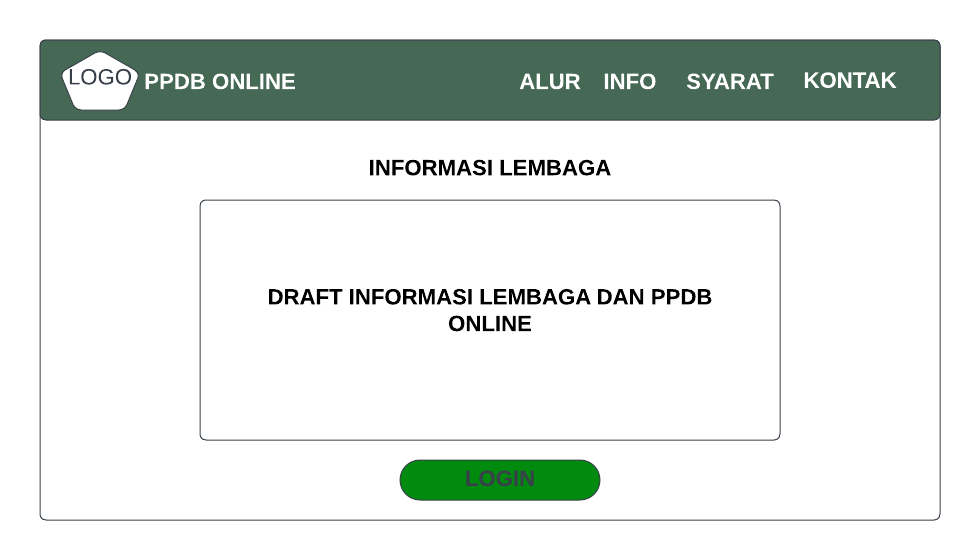 LOGO PPDB ONLINE ALUR INFO SYARAT KONTAK
INFORMASI LEMBAGA
DRAFT INFORMASI LEMBAGA DAN PPDB
ONLINE
LOGIN